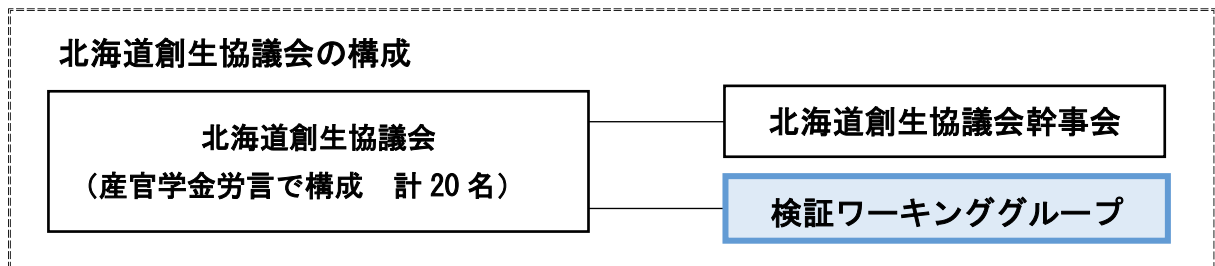 北海道創生協議会の構成
北海道創生協議会
（産官学金労言で構成　計 20 名）
北海道創生協議会幹事会
検証ワーキンググループ